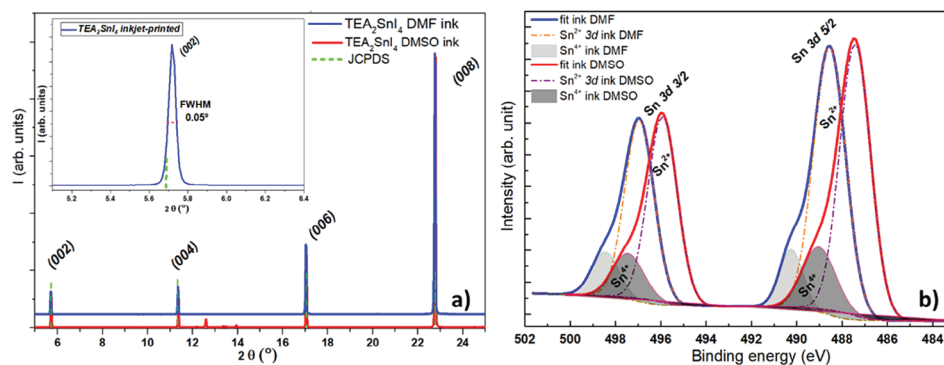 TEA₂SnI₄ inkjet-printed
(002)
FWHM
0.05º
I (arb. units)
5.2 5.4 5.6 5.8 6.0 6.2 6.4
2 θ (°)
TEA₂SnI₄ DMF ink
TEA₂SnI₄ DMSO ink
JCPDS
(008)
(002)
(004)
(006)
I (arb. units)
a)
6 8 10 12 14 16 18 20 22 24
2 θ (°)
fit ink DMF
Sn²⁺ 3d ink DMF
Sn⁴⁺ ink DMF
fit ink DMSO
Sn²⁺ 3d ink DMSO
Sn⁴⁺ ink DMSO
Sn 3d 3/2
Sn 3d 5/2
Sn²⁺
Sn²⁺
Sn⁴⁺
Sn⁴⁺
Intensity (arb. unit)
b)
502 500 498 496 494 492 490 488 486 484
Binding energy (eV)